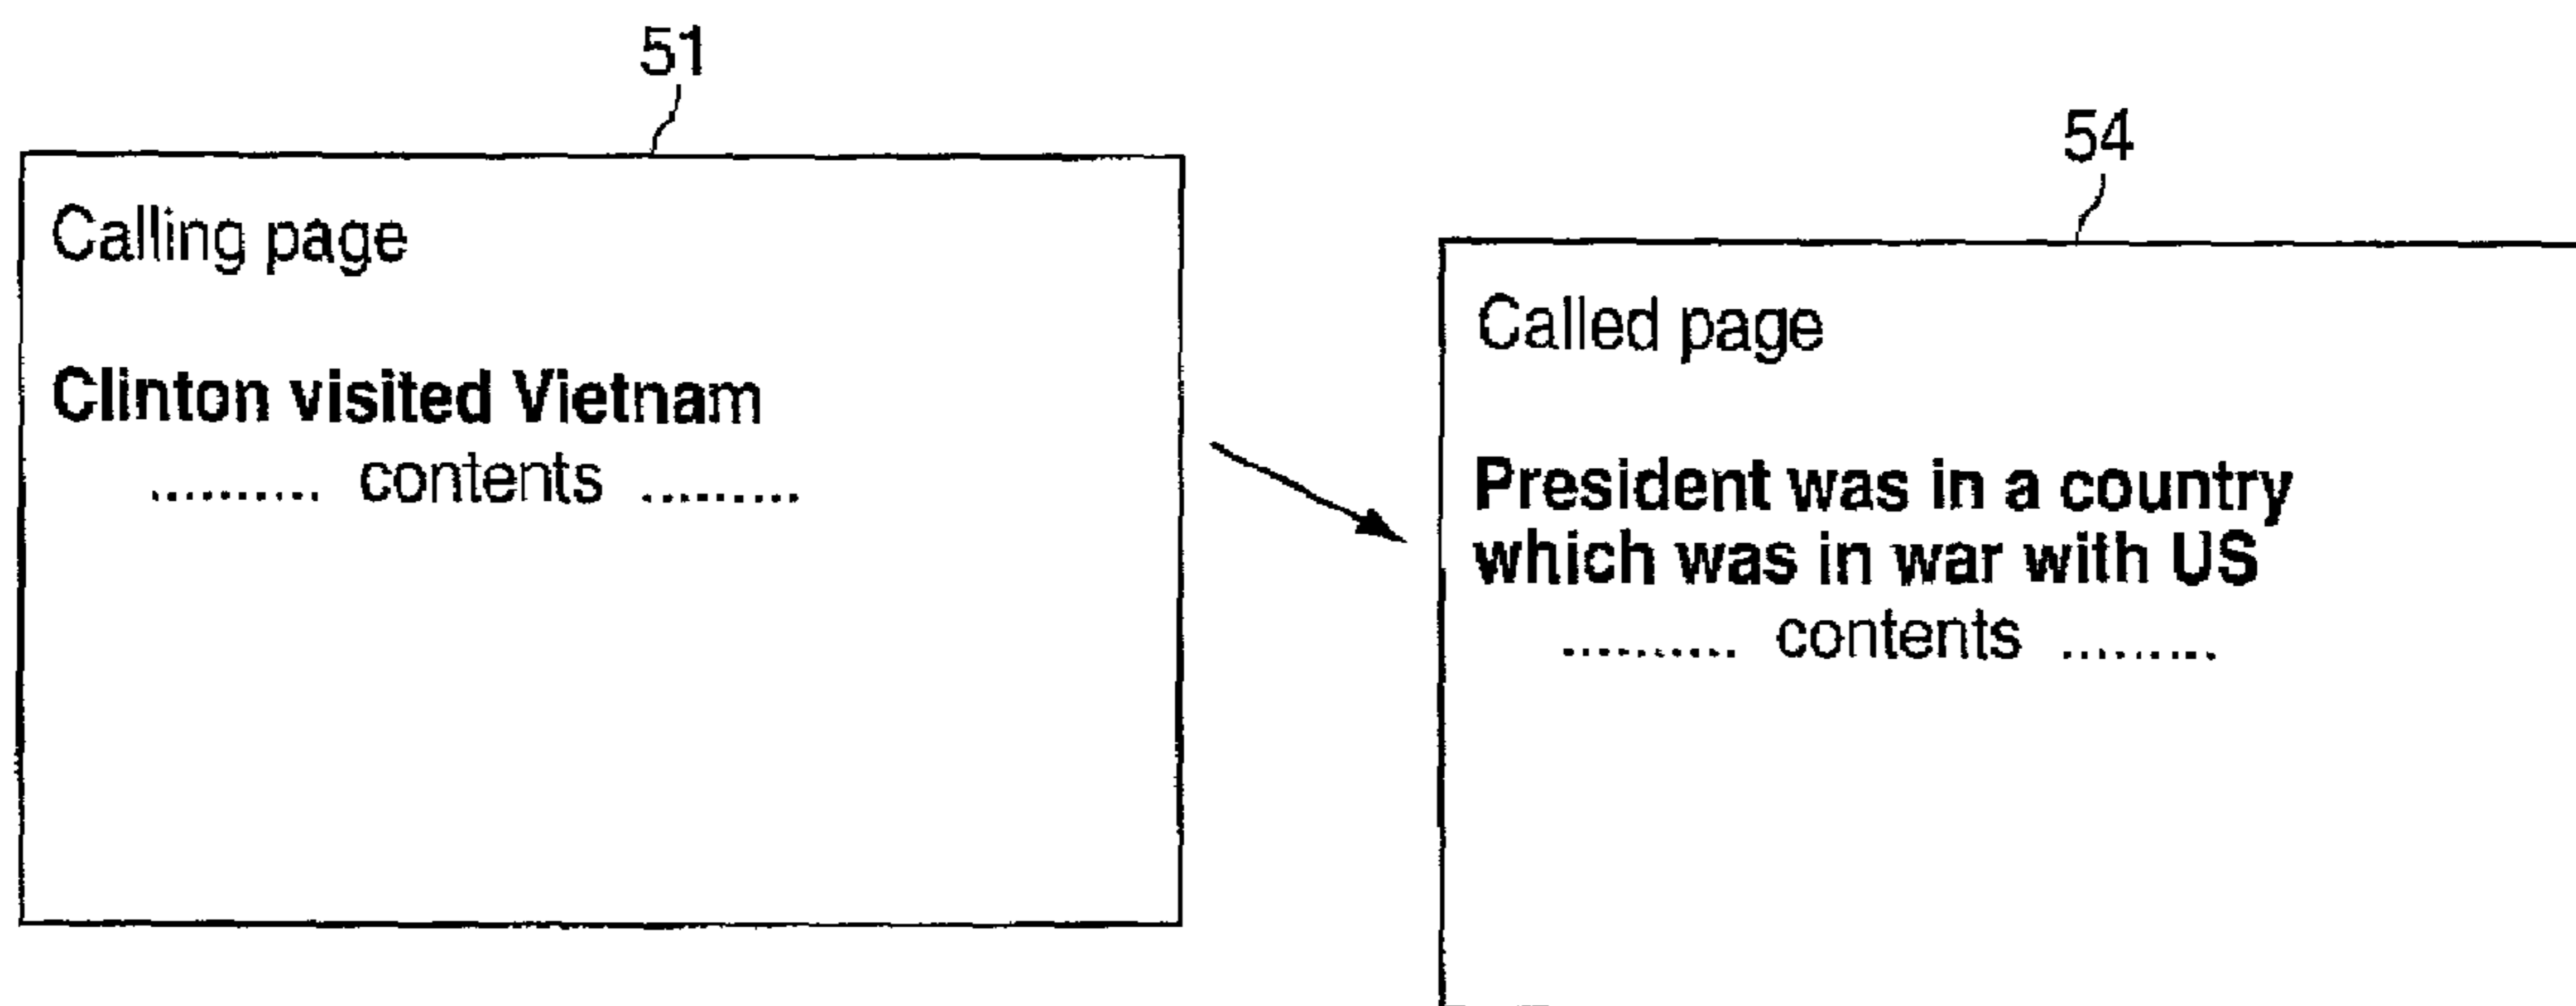 51
Calling page
Clinton visited Vietnam
.......... contents .........
54
Called page
President was in a country
which was in war with US
.......... contents .........